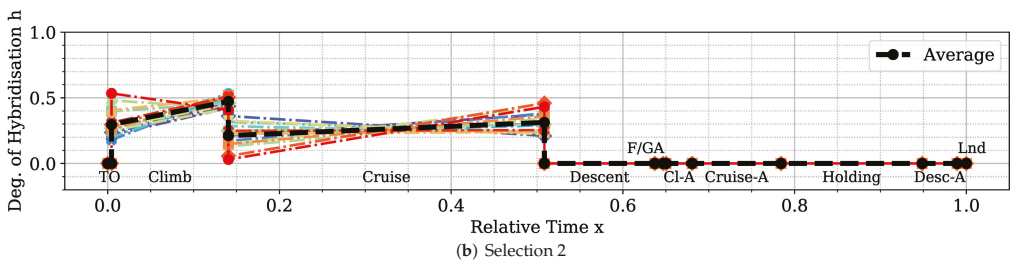 Deg. of Hybridisation h
1.0
0.5
0.0
Average
F/GA
Lnd
TO
Climb
Cruise
Descent
Cl-A
Cruise-A
Holding
Desc-A
0.0
0.2
0.4
0.6
0.8
1.0
Relative Time x
(b) Selection 2